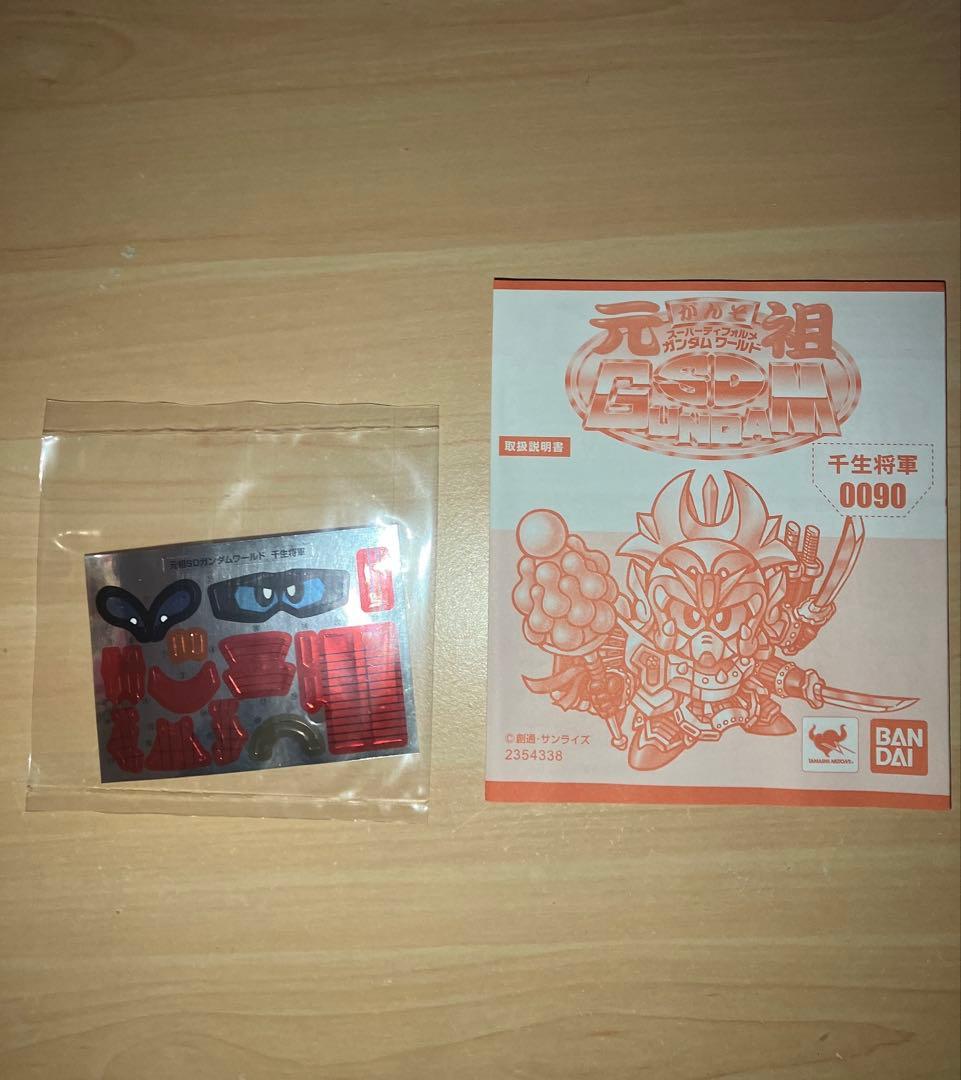 元祖SDガンダムワールド 千生将軍
元祖
がんそ
スーパーディフォルメ
ガンダム ワールド
SD
GUNDAM
取扱説明書
千生将軍
0090
©創通・サンライズ
2354338
TAMASHII NATIONS
BAN
DAI